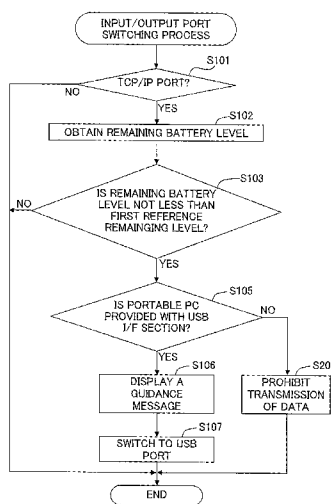 INPUT/OUTPUT PORT
SWITCHING PROCESS
S101
TCP/IP PORT?
NO
YES
S102
OBTAIN REMAINING BATTERY LEVEL
S103
IS REMAINING BATTERY
LEVEL NOT LESS THAN
FIRST REFERENCE
REMAINGING LEVEL?
NO
YES
S105
IS PORTABLE PC
PROVIDED WITH USB
I/F SECTION?
NO
YES
S106
DISPLAY A
GUIDANCE
MESSAGE
S20
PROHIBIT
TRANSMISSION
OF DATA
S107
SWITCH TO USB
PORT
END